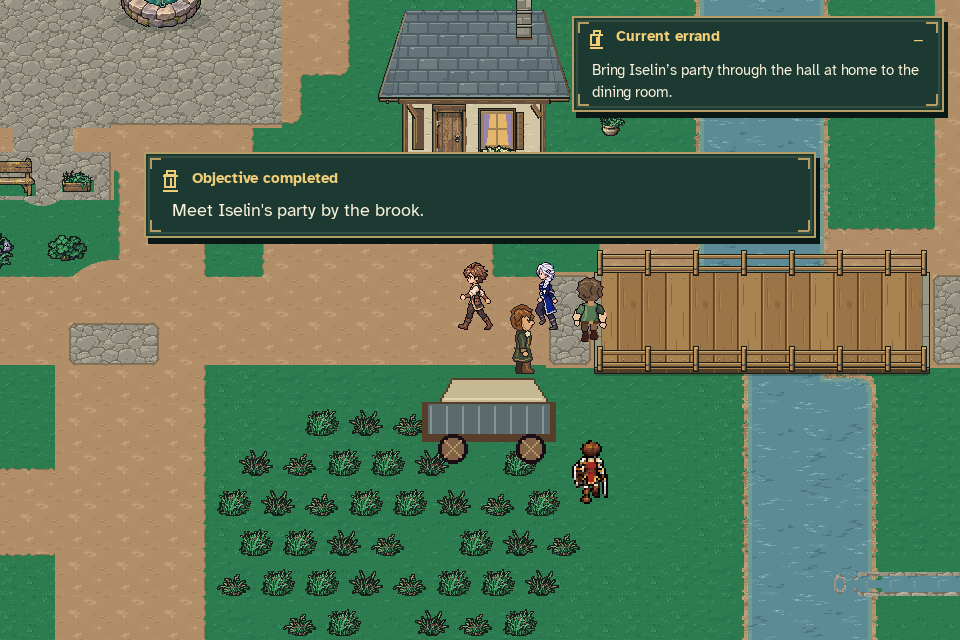 Current errand
Bring Iselin's party through the hall at home to the
dining room.
Objective completed
Meet Iselin's party by the brook.